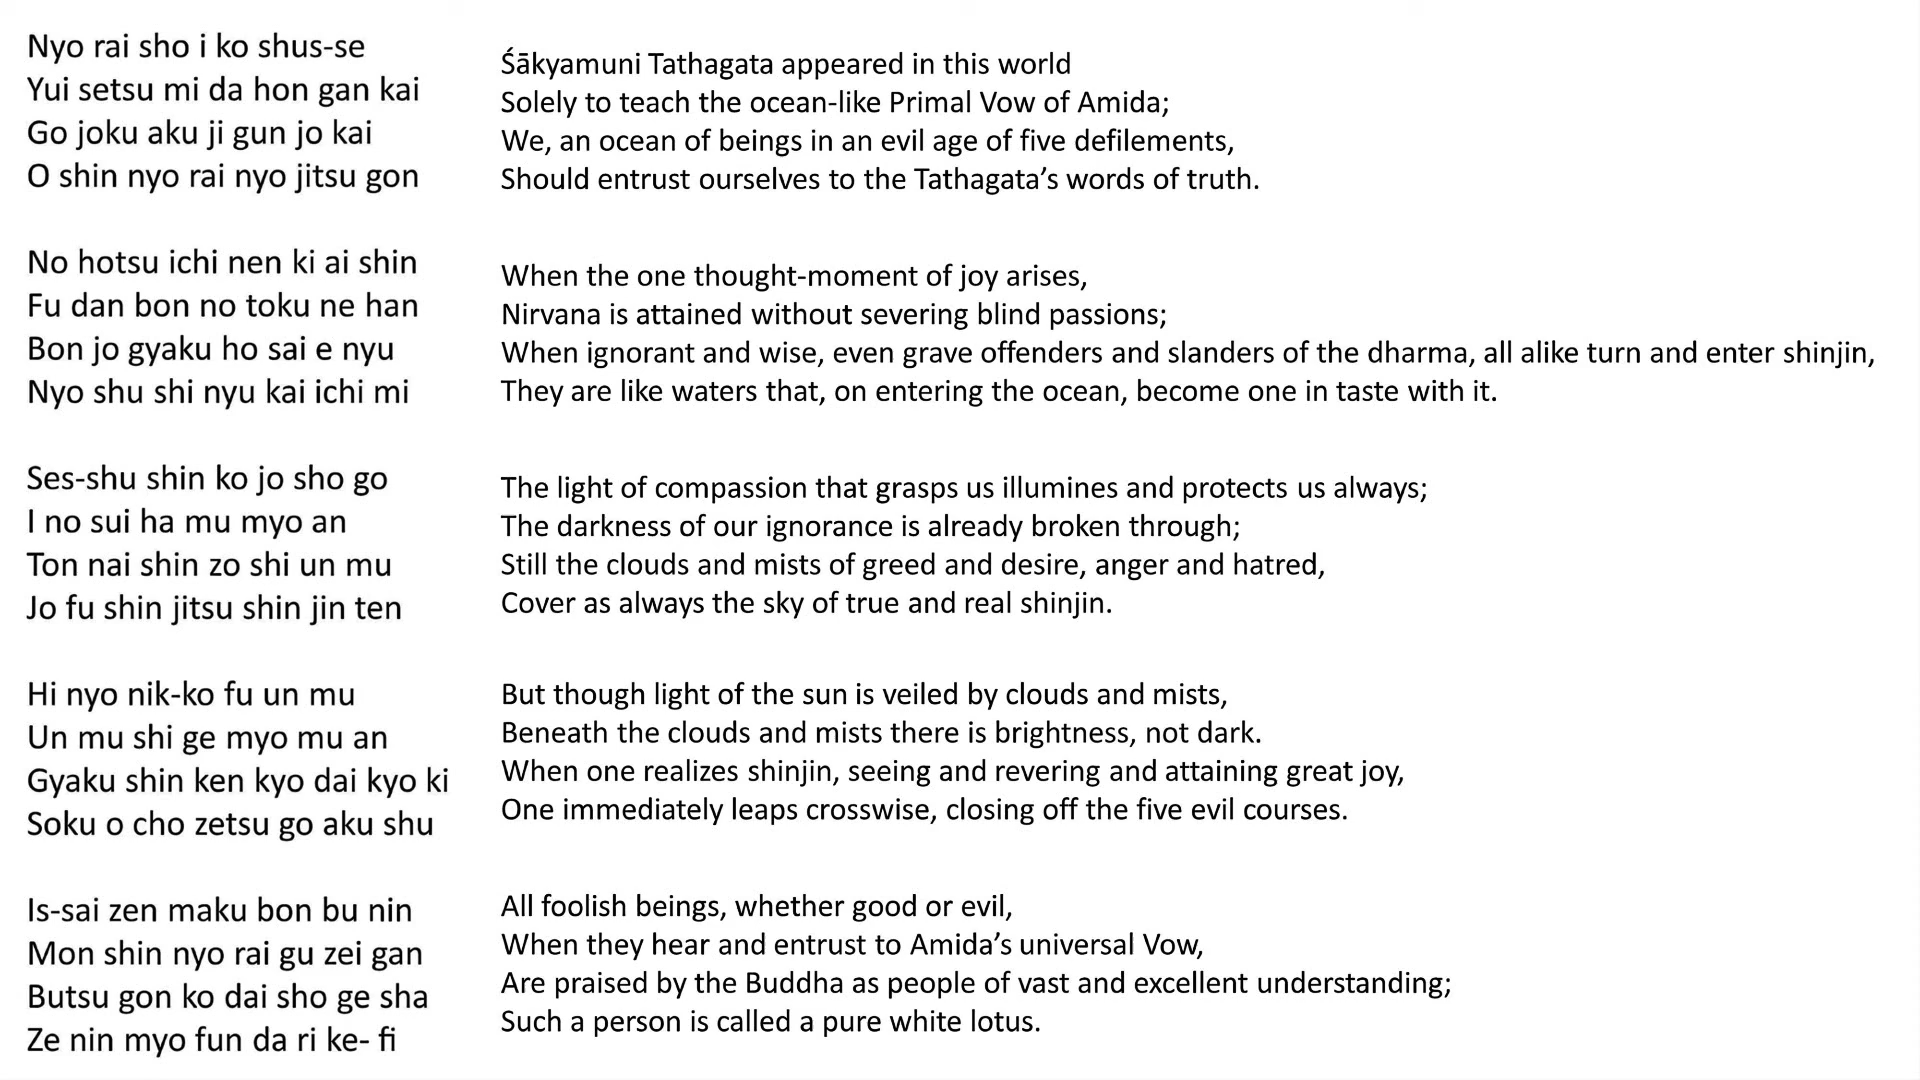 Nyo rai sho i ko shus-se
Yui setsu mi da hon gan kai
Go joku aku ji gun jo kai
O shin nyo rai nyo jitsu gon
Śākyamuni Tathagata appeared in this world
Solely to teach the ocean-like Primal Vow of Amida;
We, an ocean of beings in an evil age of five defilements,
Should entrust ourselves to the Tathagata’s words of truth.
No hotsu ichi nen ki ai shin
Fu dan bon no toku ne han
Bon jo gyaku ho sai e nyu
Nyo shu shi nyu kai ichi mi
When the one thought-moment of joy arises,
Nirvana is attained without severing blind passions;
When ignorant and wise, even grave offenders and slanders of the dharma, all alike turn and enter shinjin,
They are like waters that, on entering the ocean, become one in taste with it.
Ses-shu shin ko jo sho go
I no sui ha mu myo an
Ton nai shin zo shi un mu
Jo fu shin jitsu shin jin ten
The light of compassion that grasps us illumines and protects us always;
The darkness of our ignorance is already broken through;
Still the clouds and mists of greed and desire, anger and hatred,
Cover as always the sky of true and real shinjin.
Hi nyo nik-ko fu un mu
Un mu shi ge myo mu an
Gyaku shin ken kyo dai kyo ki
Soku o cho zetsu go aku shu
But though light of the sun is veiled by clouds and mists,
Beneath the clouds and mists there is brightness, not dark.
When one realizes shinjin, seeing and revering and attaining great joy,
One immediately leaps crosswise, closing off the five evil courses.
Is-sai zen maku bon bu nin
Mon shin nyo rai gu zei gan
Butsu gon ko dai sho ge sha
Ze nin myo fun da ri ke- fi
All foolish beings, whether good or evil,
When they hear and entrust to Amida’s universal Vow,
Are praised by the Buddha as people of vast and excellent understanding;
Such a person is called a pure white lotus.